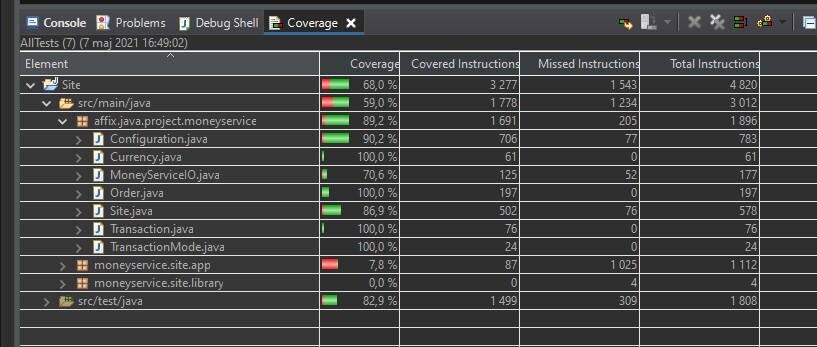 Console Problems Debug Shell Coverage
AllTests (7) (7 maj 2021 16:49:02)
Element Coverage Covered Instructions Missed Instructions Total Instructions
Site 68,0 % 3 277 1 543 4 820
src/main/java 59,0 % 1 778 1 234 3 012
affix.java.project.moneyservice 89,2 % 1 691 205 1 896
Configuration.java 90,2 % 706 77 783
Currency.java 100,0 % 61 0 61
MoneyServiceIO.java 70,6 % 125 52 177
Order.java 100,0 % 197 0 197
Site.java 86,9 % 502 76 578
Transaction.java 100,0 % 76 0 76
TransactionMode.java 100,0 % 24 0 24
moneyservice.site.app 7,8 % 87 1 025 1 112
moneyservice.site.library 0,0 % 0 4 4
src/test/java 82,9 % 1 499 309 1 808